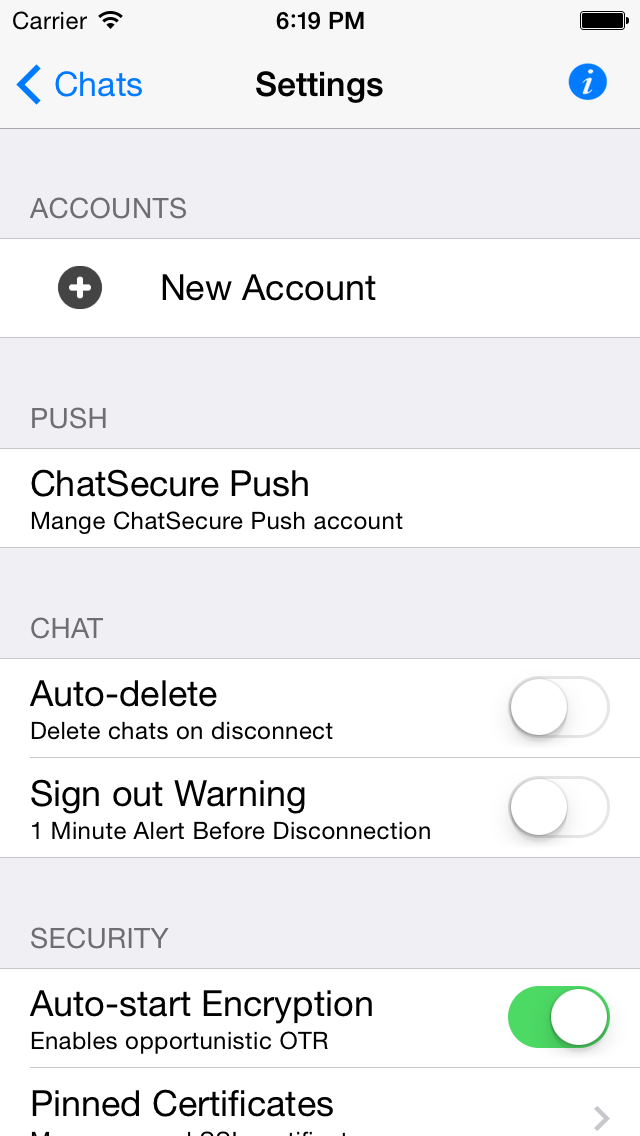 Carrier 6:19 PM
Chats Settings
ACCOUNTS
New Account
PUSH
ChatSecure Push
Mange ChatSecure Push account
CHAT
Auto-delete
Delete chats on disconnect
Sign out Warning
1 Minute Alert Before Disconnection
SECURITY
Auto-start Encryption
Enables opportunistic OTR
Pinned Certificates